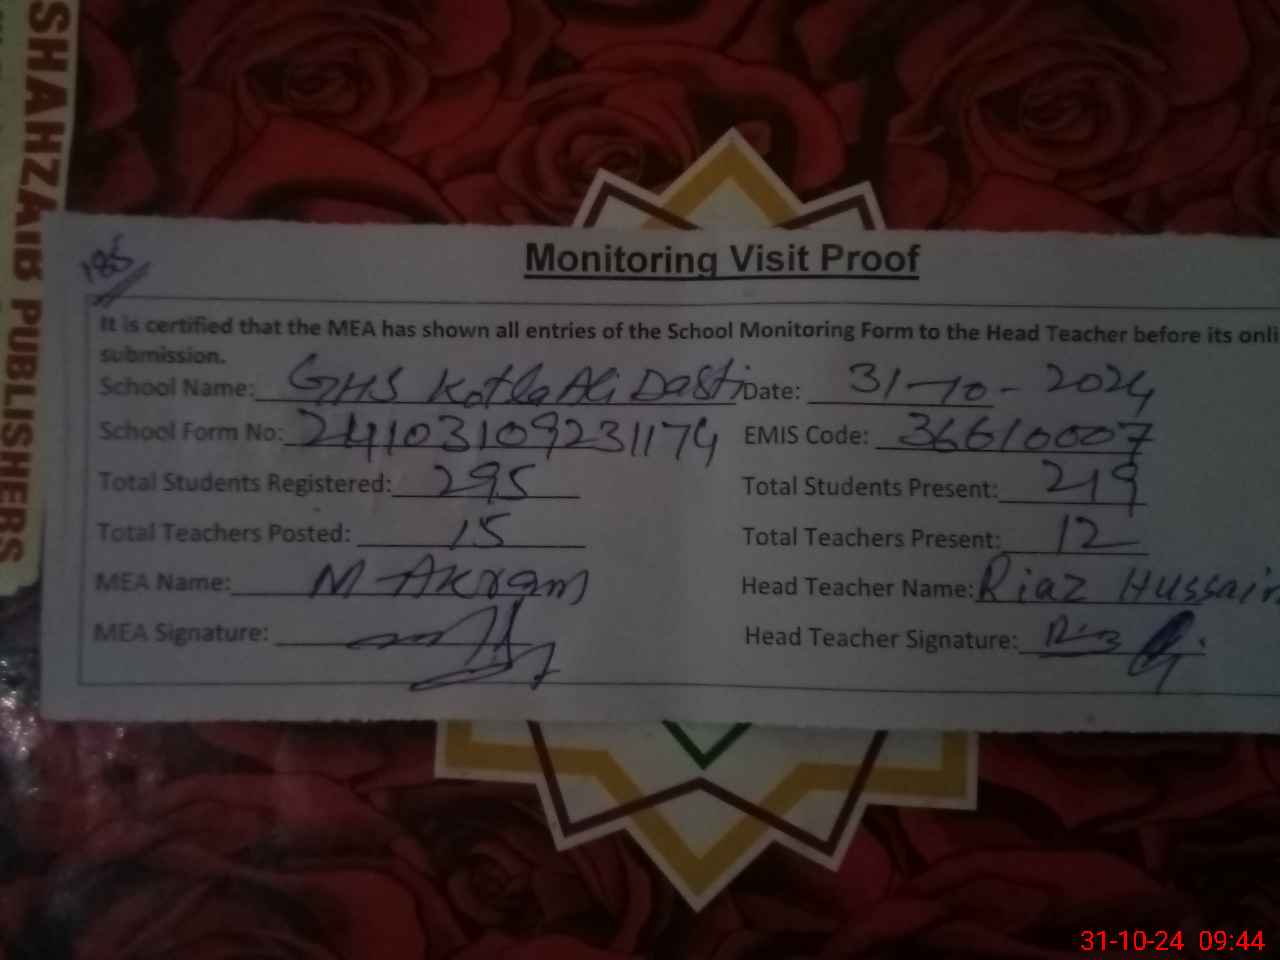 SHAHZAIB PUBLISHERS
185
Monitoring Visit Proof
It is certified that the MEA has shown all entries of the School Monitoring Form to the Head Teacher before its onli
submission.
School Name: GHS Kotla Ali Dasti Date: 31-10-2024
School Form No: 24103109231174 EMIS Code: 36610007
Total Students Registered: 295 Total Students Present: 219
Total Teachers Posted: 15 Total Teachers Present: 12
MEA Name: M Akram Head Teacher Name: Riaz Hussain
MEA Signature: Head Teacher Signature:
31-10-24 09:44